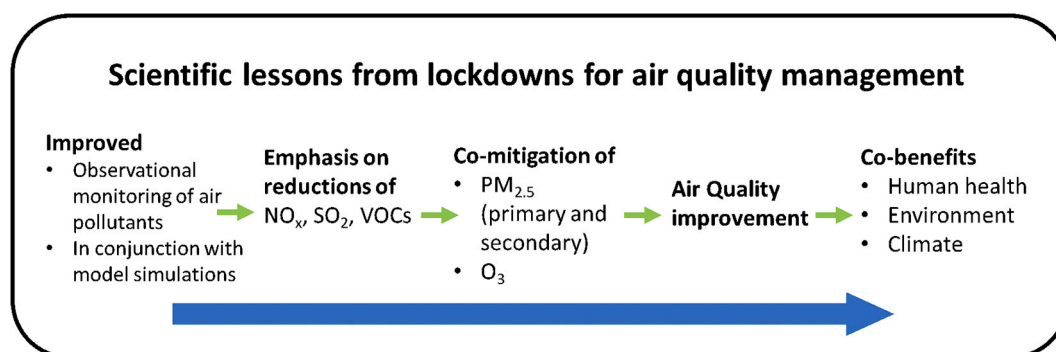 Scientific lessons from lockdowns for air quality management
Improved
• Observational
monitoring of air
pollutants
• In conjunction with
model simulations
Emphasis on
reductions of
NOₓ, SO₂, VOCs
Co-mitigation of
• PM₂.₅
(primary and
secondary)
• O₃
Air Quality
improvement
Co-benefits
• Human health
• Environment
• Climate